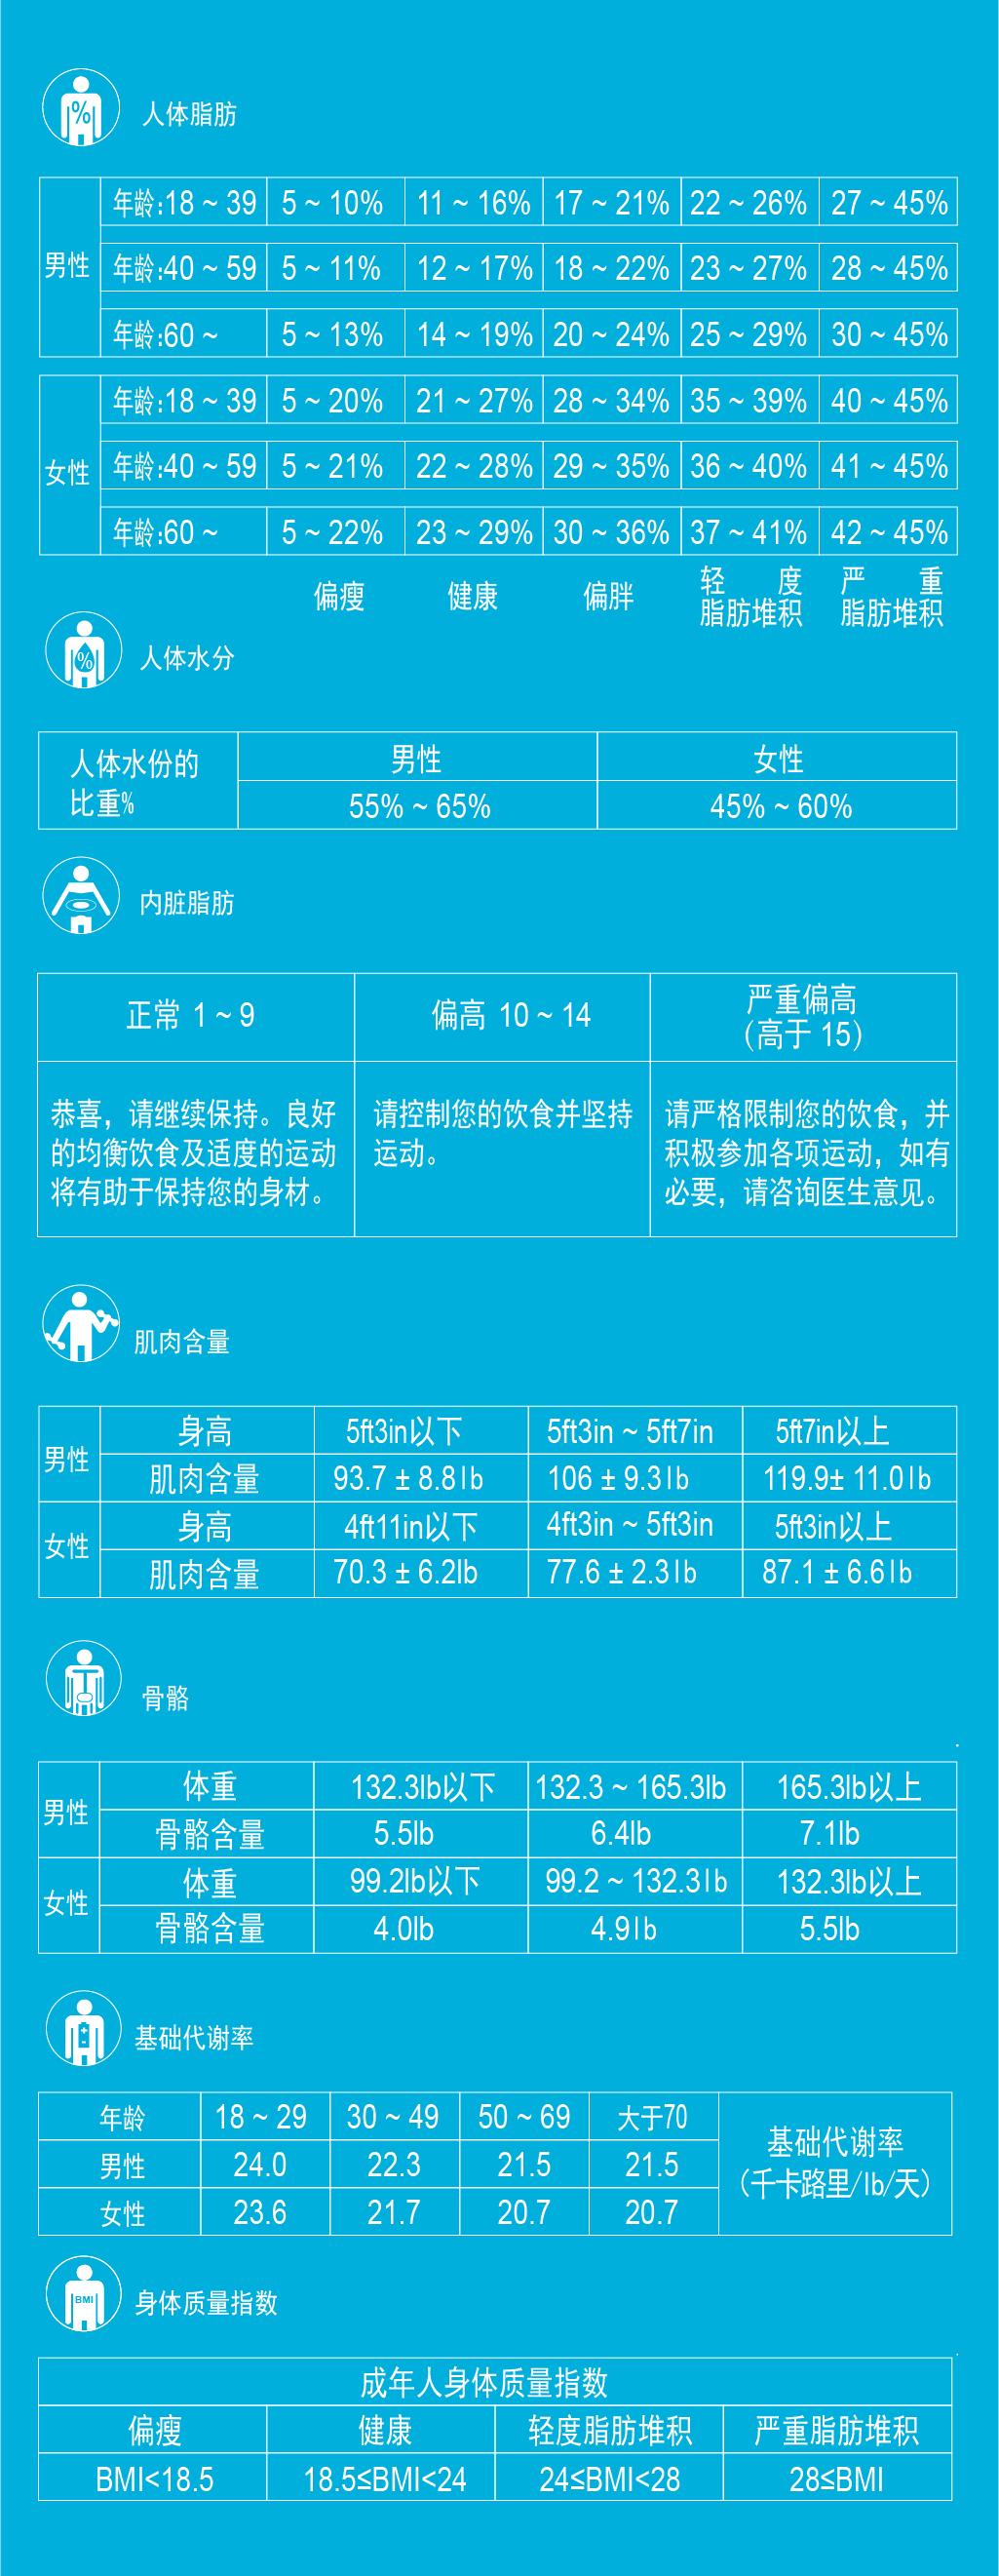 %
人体脂肪
男性
年龄:18 ~ 39 5 ~ 10% 11 ~ 16% 17 ~ 21% 22 ~ 26% 27 ~ 45%
年龄:40 ~ 59 5 ~ 11% 12 ~ 17% 18 ~ 22% 23 ~ 27% 28 ~ 45%
年龄:60 ~ 5 ~ 13% 14 ~ 19% 20 ~ 24% 25 ~ 29% 30 ~ 45%
女性
年龄:18 ~ 39 5 ~ 20% 21 ~ 27% 28 ~ 34% 35 ~ 39% 40 ~ 45%
年龄:40 ~ 59 5 ~ 21% 22 ~ 28% 29 ~ 35% 36 ~ 40% 41 ~ 45%
年龄:60 ~ 5 ~ 22% 23 ~ 29% 30 ~ 36% 37 ~ 41% 42 ~ 45%
偏瘦 健康 偏胖
轻度
脂肪堆积
严重
脂肪堆积
%
人体水分
人体水份的
比重%
男性 女性
55% ~ 65% 45% ~ 60%
内脏脂肪
正常 1 ~ 9
偏高 10 ~ 14
严重偏高
(高于 15)
恭喜，请继续保持。良好
的均衡饮食及适度的运动
将有助于保持您的身材。
请控制您的饮食并坚持
运动。
请严格限制您的饮食，并
积极参加各项运动，如有
必要，请咨询医生意见。
肌肉含量
男性
身高 5ft3in以下 5ft3in ~ 5ft7in 5ft7in以上
肌肉含量 93.7 ± 8.8lb 106 ± 9.3lb 119.9± 11.0lb
女性
身高 4ft11in以下 4ft3in ~ 5ft3in 5ft3in以上
肌肉含量 70.3 ± 6.2lb 77.6 ± 2.3lb 87.1 ± 6.6lb
骨骼
男性
体重 132.3lb以下 132.3 ~ 165.3lb 165.3lb以上
骨骼含量 5.5lb 6.4lb 7.1lb
女性
体重 99.2lb以下 99.2 ~ 132.3lb 132.3lb以上
骨骼含量 4.0lb 4.9lb 5.5lb
基础代谢率
年龄 18 ~ 29 30 ~ 49 50 ~ 69 大于70
男性 24.0 22.3 21.5 21.5
女性 23.6 21.7 20.7 20.7
基础代谢率
(千卡路里/lb/天)
BMI
身体质量指数
成年人身体质量指数
偏瘦 健康 轻度脂肪堆积 严重脂肪堆积
BMI<18.5 18.5≤BMI<24 24≤BMI<28 28≤BMI